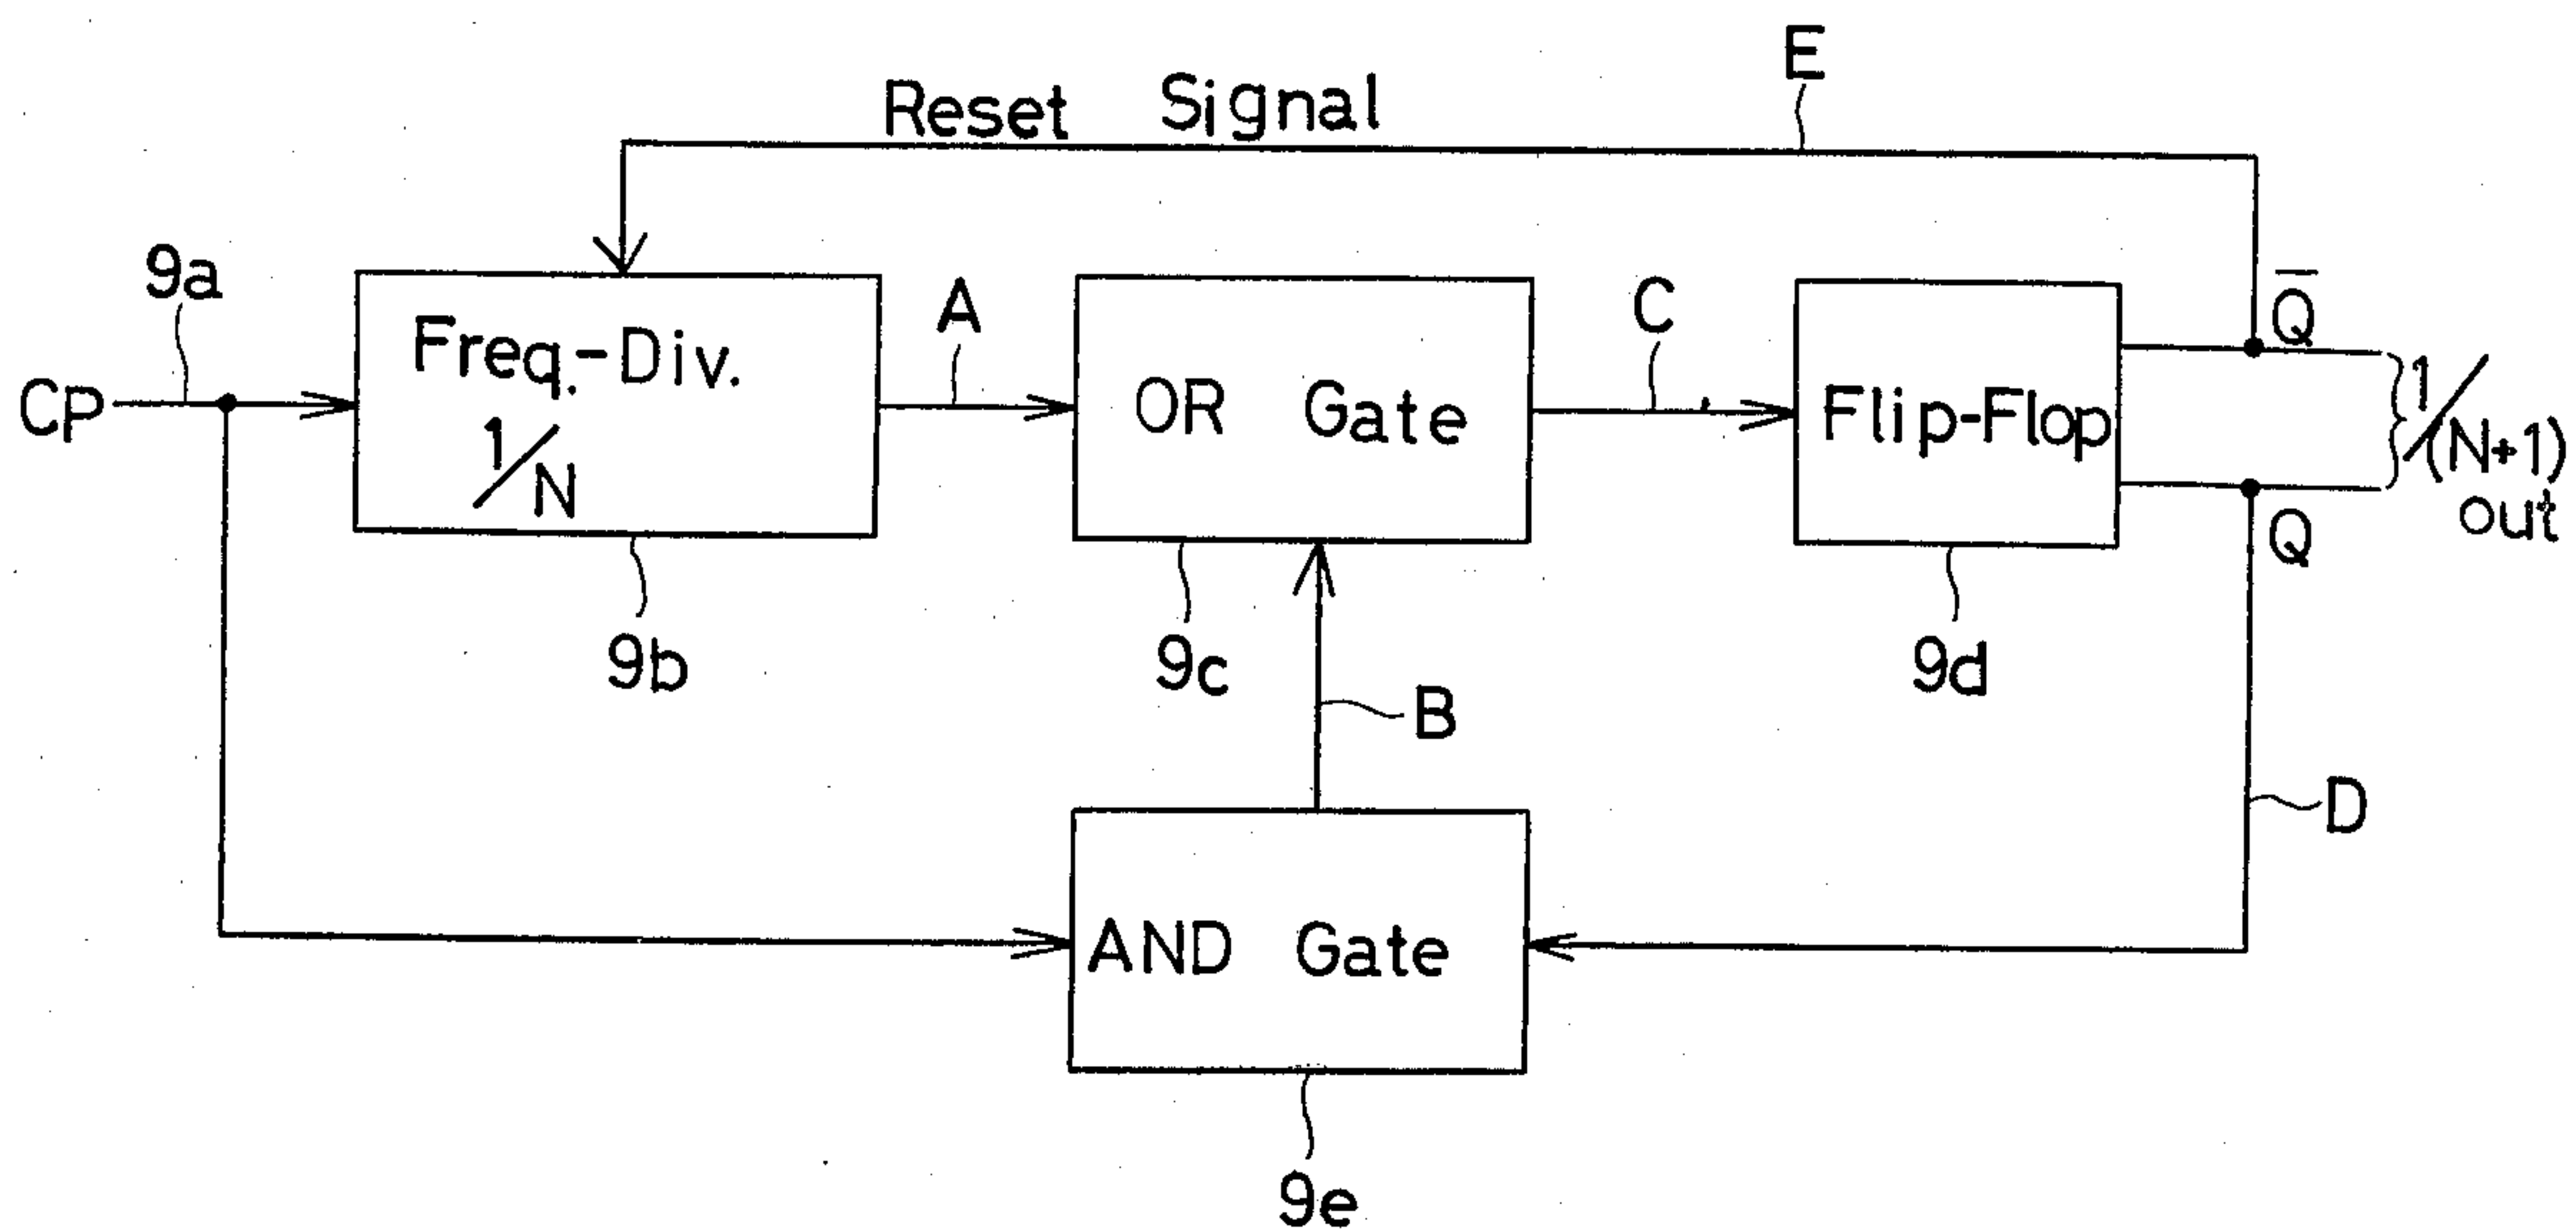 E
Reset Signal
9a
CP
Freq.-Div.
1/N
A
OR Gate
C
Flip-Flop
Q̅
1/(N+1)
out
Q
9b
9c
9d
B
D
AND Gate
9e